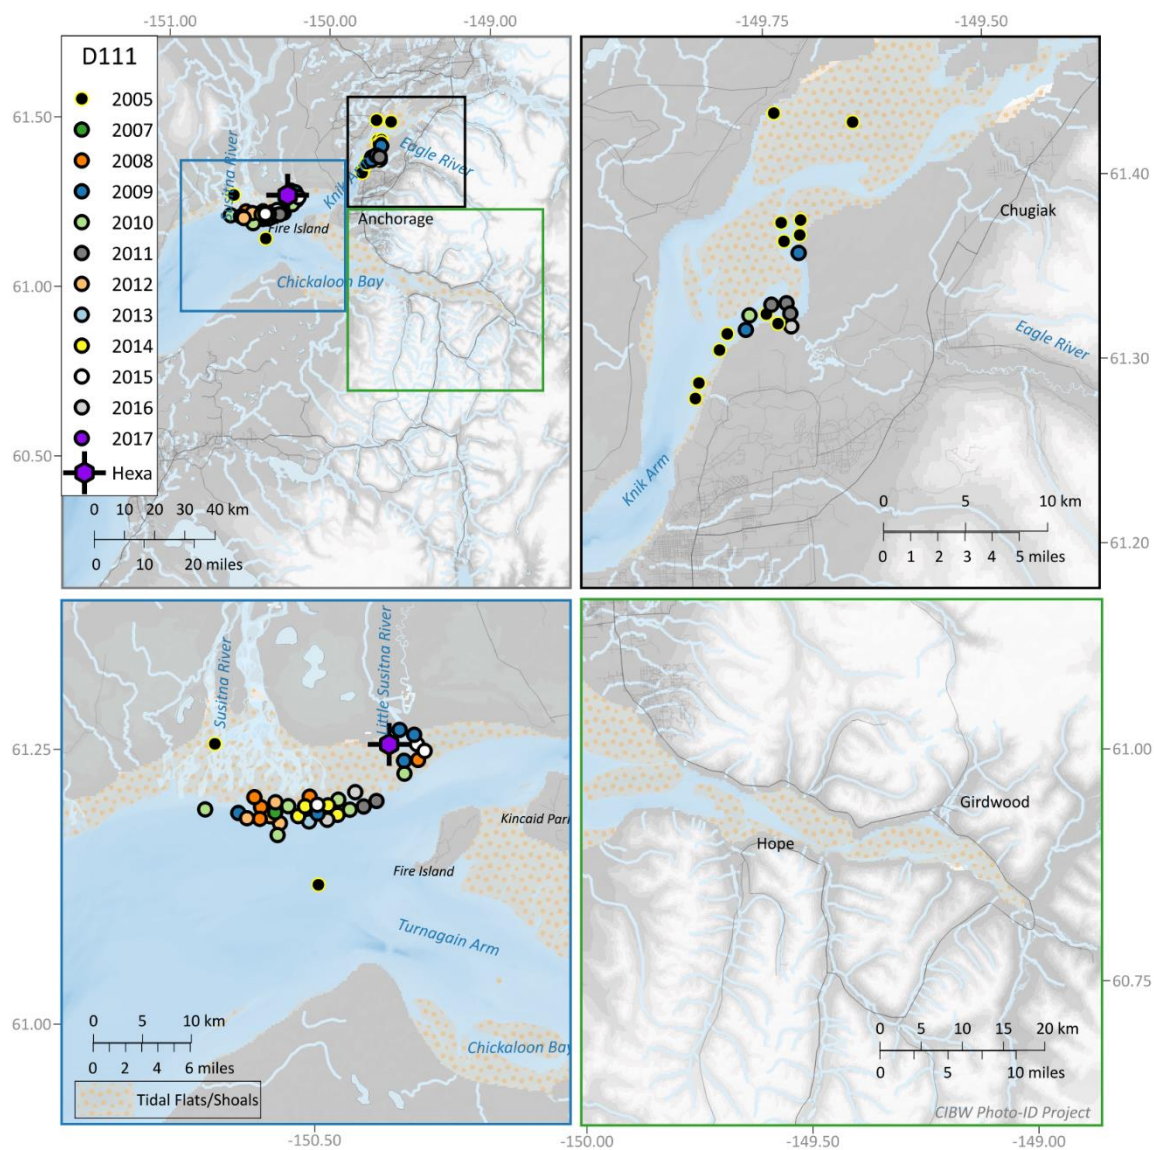 -151.00 -150.00 -149.00 -149.75 -149.50
D111
2005
2007
2008
2009
2010
2011
2012
2013
2014
2015
2016
2017
Hexa
0 10 20 30 40 km
0 10 20 miles
61.50
61.00
60.50
Susitna River
Knik Arm
Eagle River
Anchorage
Fire Island
Chickaloon Bay
61.40
61.30
61.20
Chugiak
Eagle River
Knik Arm
0 5 10 km
0 1 2 3 4 5 miles
61.25
61.00
Susitna River
Little Susitna River
Kincaid Park
Fire Island
Turnagain Arm
Chickaloon Bay
0 5 10 km
0 2 4 6 miles
Tidal Flats/Shoals
-150.50
61.00
60.75
Girdwood
Hope
0 5 10 15 20 km
0 5 10 miles
CIBW Photo-ID Project
-150.00 -149.50 -149.00